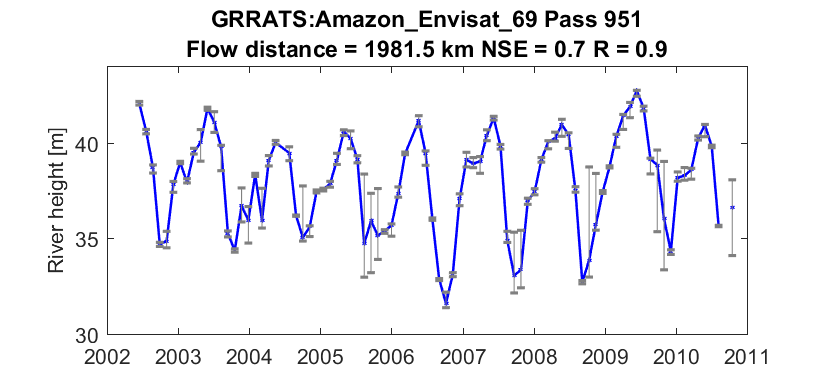 GRRATS:Amazon_Envisat_69 Pass 951
Flow distance = 1981.5 km NSE = 0.7 R = 0.9
River height [m]
40
35
30
2002 2003 2004 2005 2006 2007 2008 2009 2010 2011